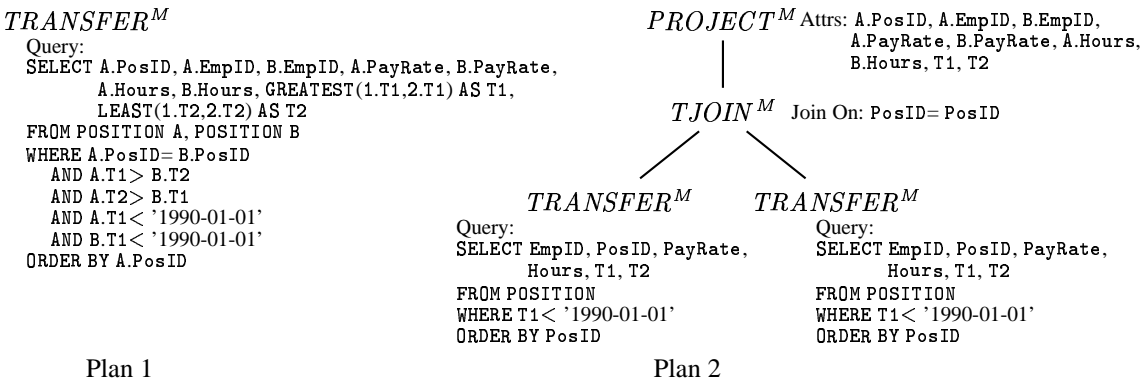 TRANSFER^M
Query:
SELECT A.PosID, A.EmpID, B.EmpID, A.PayRate, B.PayRate,
A.Hours, B.Hours, GREATEST(1.T1,2.T1) AS T1,
LEAST(1.T2,2.T2) AS T2
FROM POSITION A, POSITION B
WHERE A.PosID= B.PosID
AND A.T1> B.T2
AND A.T2> B.T1
AND A.T1< '1990-01-01'
AND B.T1< '1990-01-01'
ORDER BY A.PosID
Plan 1
PROJECT^M Attrs: A.PosID, A.EmpID, B.EmpID,
A.PayRate, B.PayRate, A.Hours,
B.Hours, T1, T2
TJOIN^M Join On: PosID= PosID
TRANSFER^M
Query:
SELECT EmpID, PosID, PayRate,
Hours, T1, T2
FROM POSITION
WHERE T1< '1990-01-01'
ORDER BY PosID
TRANSFER^M
Query:
SELECT EmpID, PosID, PayRate,
Hours, T1, T2
FROM POSITION
WHERE T1< '1990-01-01'
ORDER BY PosID
Plan 2